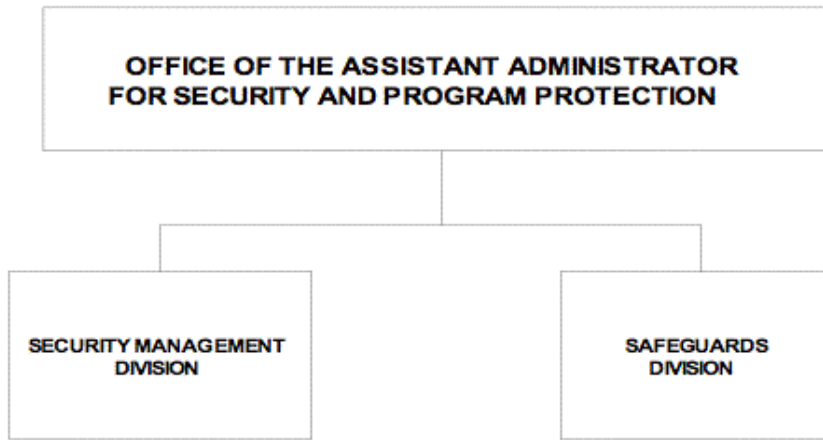 OFFICE OF THE ASSISTANT ADMINISTRATOR
FOR SECURITY AND PROGRAM PROTECTION
SECURITY MANAGEMENT
DIVISION
SAFEGUARDS
DIVISION